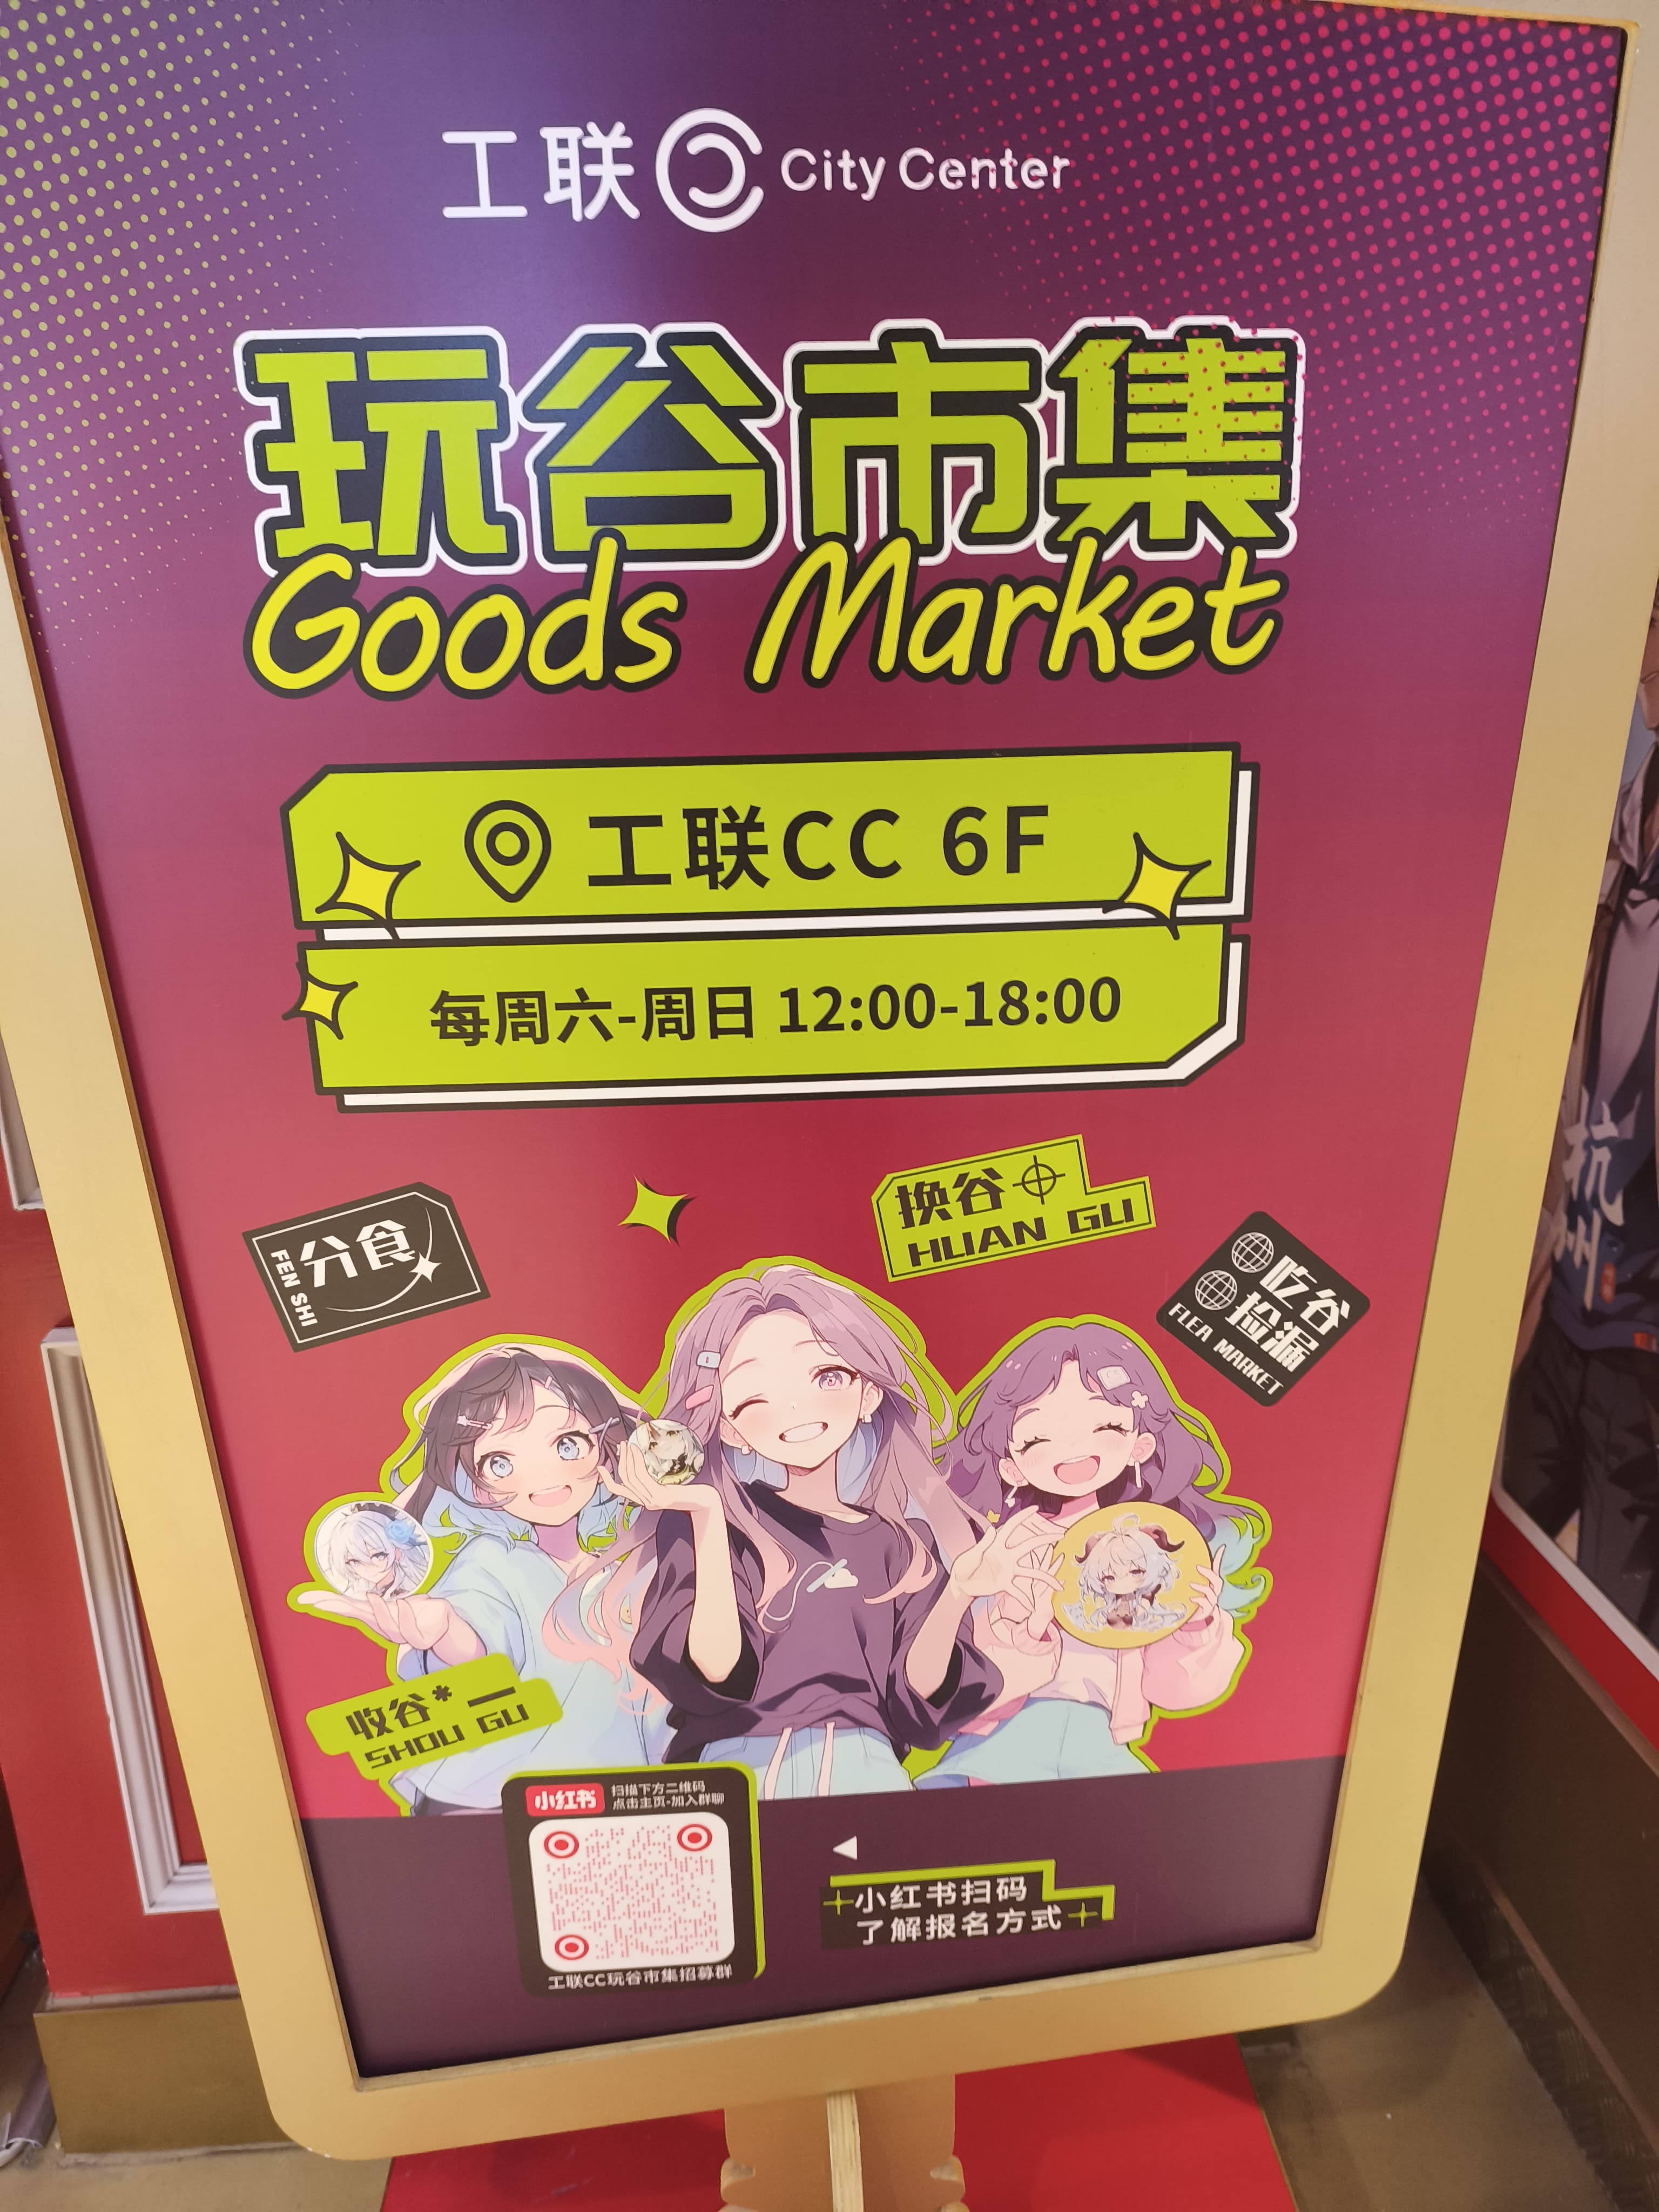 工联 City Center
玩谷市集
Goods Market
工联CC 6F
每周六-周日 12:00-18:00
分食
FEN SHI
换谷
HUAN GU
吃谷
捡漏
FLEA MARKET
收谷*
SHOU GU
小红书
扫描下方二维码
点击主页-加入群聊
工联CC玩谷市集招募群
小红书扫码
了解报名方式
杭州